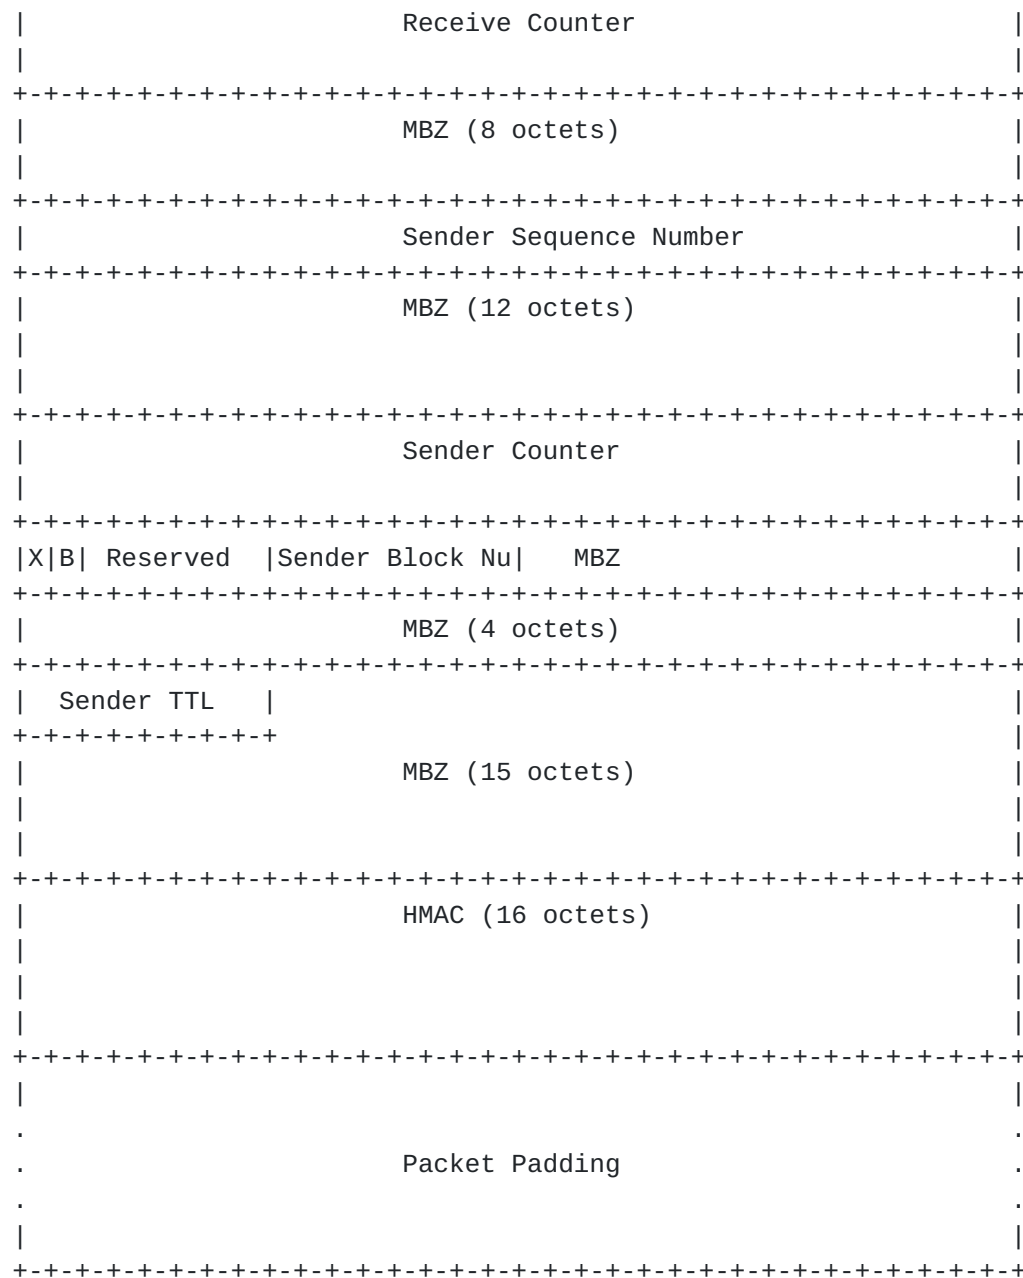 |                        Receive Counter                        |
|                                                               |
+-+-+-+-+-+-+-+-+-+-+-+-+-+-+-+-+-+-+-+-+-+-+-+-+-+-+-+-+-+-+-+-+
|                        MBZ (8 octets)                         |
|                                                               |
+-+-+-+-+-+-+-+-+-+-+-+-+-+-+-+-+-+-+-+-+-+-+-+-+-+-+-+-+-+-+-+-+
|                        Sender Sequence Number                 |
+-+-+-+-+-+-+-+-+-+-+-+-+-+-+-+-+-+-+-+-+-+-+-+-+-+-+-+-+-+-+-+-+
|                        MBZ (12 octets)                        |
|                                                               |
|                                                               |
+-+-+-+-+-+-+-+-+-+-+-+-+-+-+-+-+-+-+-+-+-+-+-+-+-+-+-+-+-+-+-+-+
|                        Sender Counter                         |
|                                                               |
+-+-+-+-+-+-+-+-+-+-+-+-+-+-+-+-+-+-+-+-+-+-+-+-+-+-+-+-+-+-+-+-+
|X|B| Reserved  |Sender Block Nu|   MBZ                         |
+-+-+-+-+-+-+-+-+-+-+-+-+-+-+-+-+-+-+-+-+-+-+-+-+-+-+-+-+-+-+-+-+
|                        MBZ (4 octets)                         |
+-+-+-+-+-+-+-+-+-+-+-+-+-+-+-+-+-+-+-+-+-+-+-+-+-+-+-+-+-+-+-+-+
|  Sender TTL   |                                               |
+-+-+-+-+-+-+-+-+                                               |
|                        MBZ (15 octets)                        |
|                                                               |
|                                                               |
+-+-+-+-+-+-+-+-+-+-+-+-+-+-+-+-+-+-+-+-+-+-+-+-+-+-+-+-+-+-+-+-+
|                        HMAC (16 octets)                       |
|                                                               |
|                                                               |
|                                                               |
+-+-+-+-+-+-+-+-+-+-+-+-+-+-+-+-+-+-+-+-+-+-+-+-+-+-+-+-+-+-+-+-+
|                                                               |
.                                                               .
.                        Packet Padding                         .
.                                                               .
|                                                               |
+-+-+-+-+-+-+-+-+-+-+-+-+-+-+-+-+-+-+-+-+-+-+-+-+-+-+-+-+-+-+-+-+